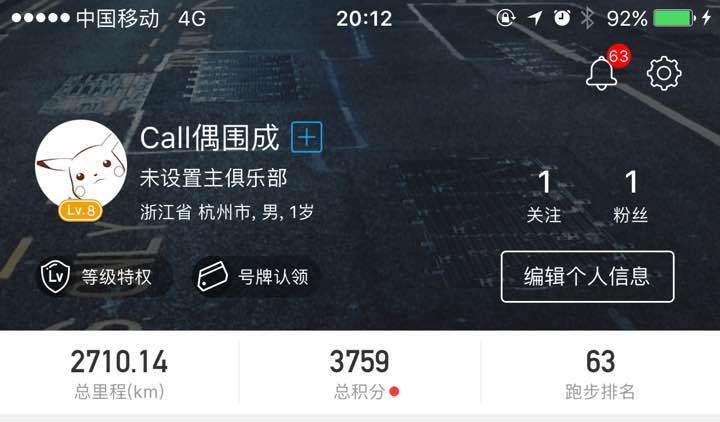 中国移动 4G 20:12 92%
63
Call偶围成
Lv.8
未设置主俱乐部
浙江省 杭州市, 男, 1岁
1 1
关注 粉丝
Lv 等级特权 号牌认领 编辑个人信息
2710.14 3759 63
总里程(km) 总积分 跑步排名